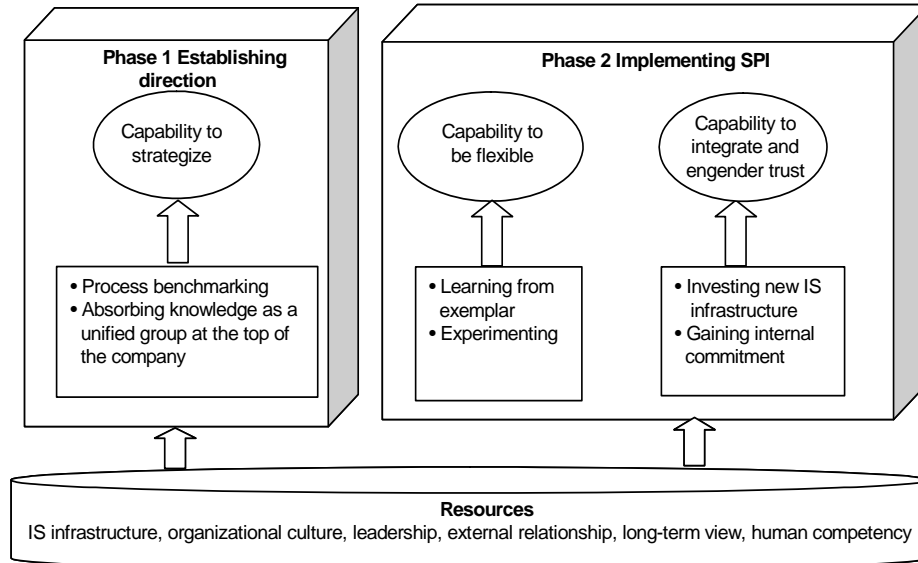 Phase 1 Establishing
direction
Capability to
strategize
• Process benchmarking
• Absorbing knowledge as a
unified group at the top of
the company
Phase 2 Implementing SPI
Capability to
be flexible
• Learning from
exemplar
• Experimenting
Capability to
integrate and
engender trust
• Investing new IS
infrastructure
• Gaining internal
commitment
Resources
IS infrastructure, organizational culture, leadership, external relationship, long-term view, human competency